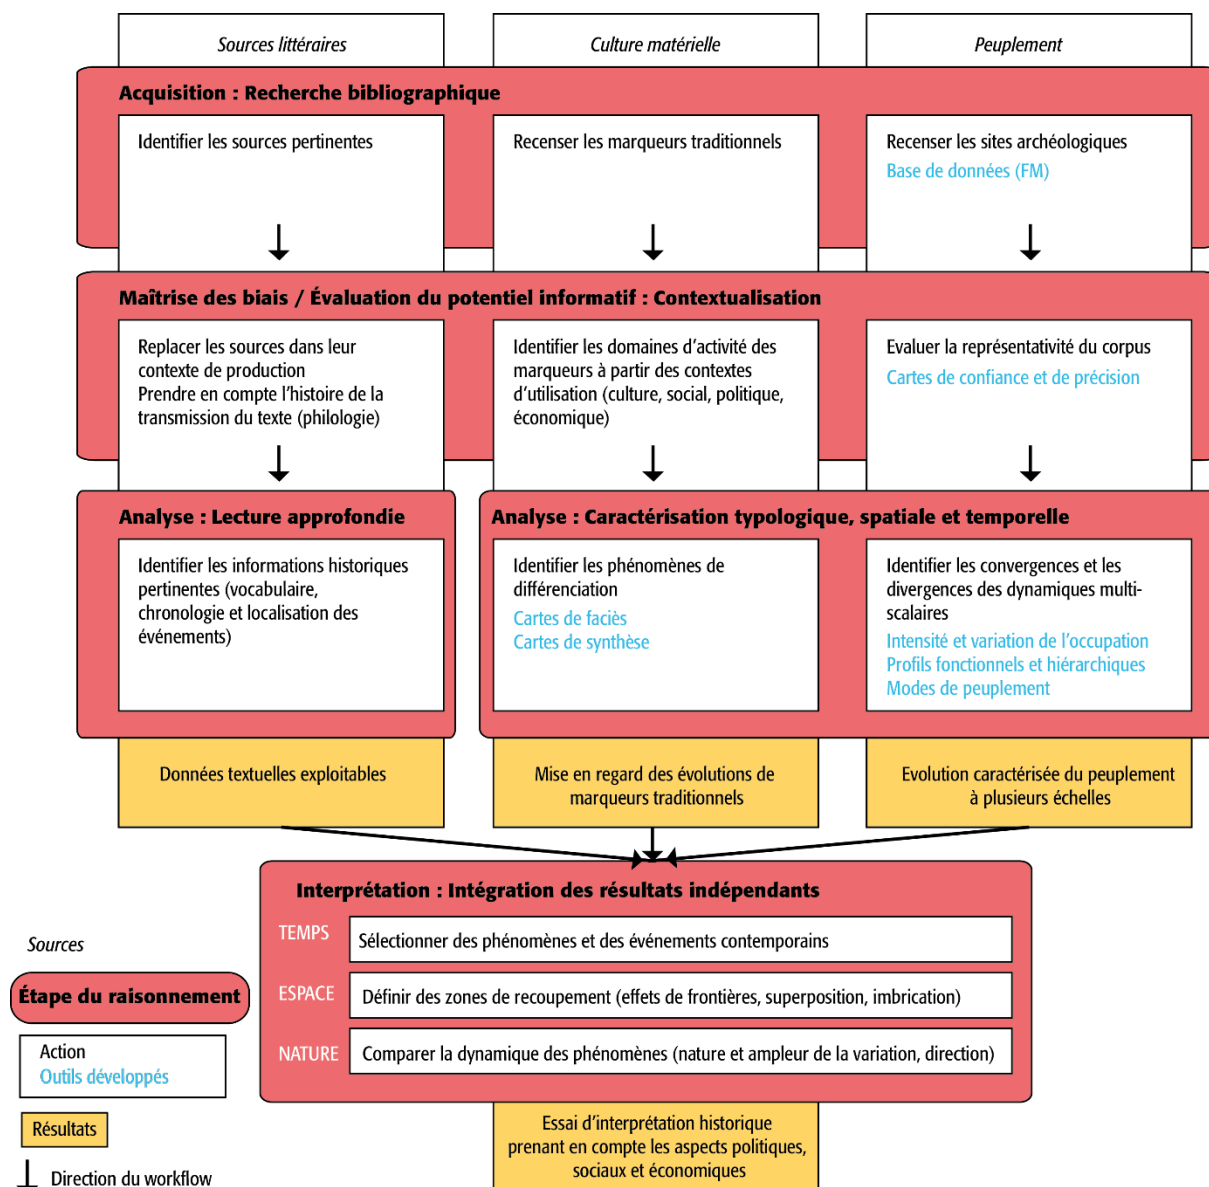 Sources littéraires
Culture matérielle
Peuplement
Acquisition : Recherche bibliographique
Identifier les sources pertinentes
Recenser les marqueurs traditionnels
Recenser les sites archéologiques
Base de données (FM)
Maîtrise des biais / Évaluation du potentiel informatif : Contextualisation
Replacer les sources dans leur
contexte de production
Prendre en compte l’histoire de la
transmission du texte (philologie)
Identifier les domaines d’activité des
marqueurs à partir des contextes
d’utilisation (culture, social, politique,
économique)
Evaluer la représentativité du corpus
Cartes de confiance et de précision
Analyse : Lecture approfondie
Analyse : Caractérisation typologique, spatiale et temporelle
Identifier les informations historiques
pertinentes (vocabulaire,
chronologie et localisation des
événements)
Identifier les phénomènes de
différenciation
Cartes de faciès
Cartes de synthèse
Identifier les convergences et les
divergences des dynamiques multi-
scalaires
Intensité et variation de l’occupation
Profils fonctionnels et hiérarchiques
Modes de peuplement
Données textuelles exploitables
Mise en regard des évolutions de
marqueurs traditionnels
Evolution caractérisée du peuplement
à plusieurs échelles
Interprétation : Intégration des résultats indépendants
TEMPS
Sélectionner des phénomènes et des événements contemporains
ESPACE
Définir des zones de recoupement (effets de frontières, superposition, imbrication)
NATURE
Comparer la dynamique des phénomènes (nature et ampleur de la variation, direction)
Essai d’interprétation historique
prenant en compte les aspects politiques,
sociaux et économiques
Sources
Étape du raisonnement
Action
Outils développés
Résultats
Direction du workflow